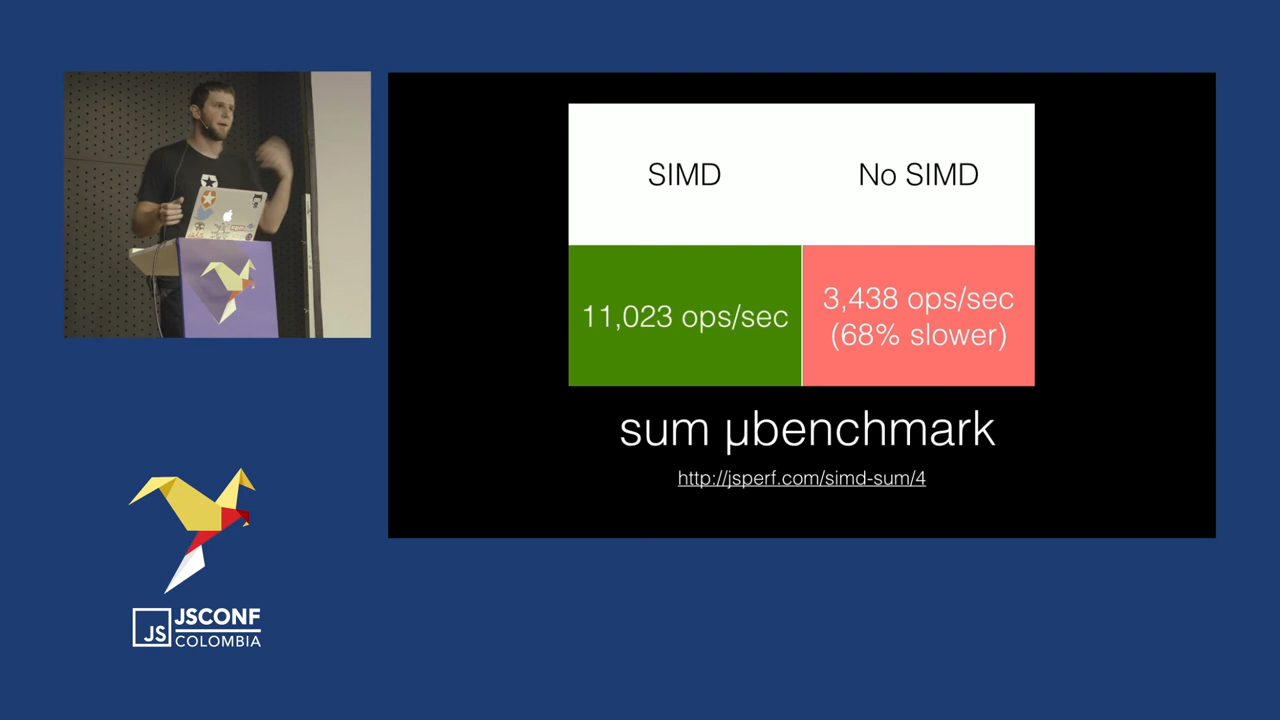 SIMD
No SIMD
11,023 ops/sec
3,438 ops/sec
(68% slower)
sum µbenchmark
http://jsperf.com/simd-sum/4
JS
JSCONF
COLOMBIA